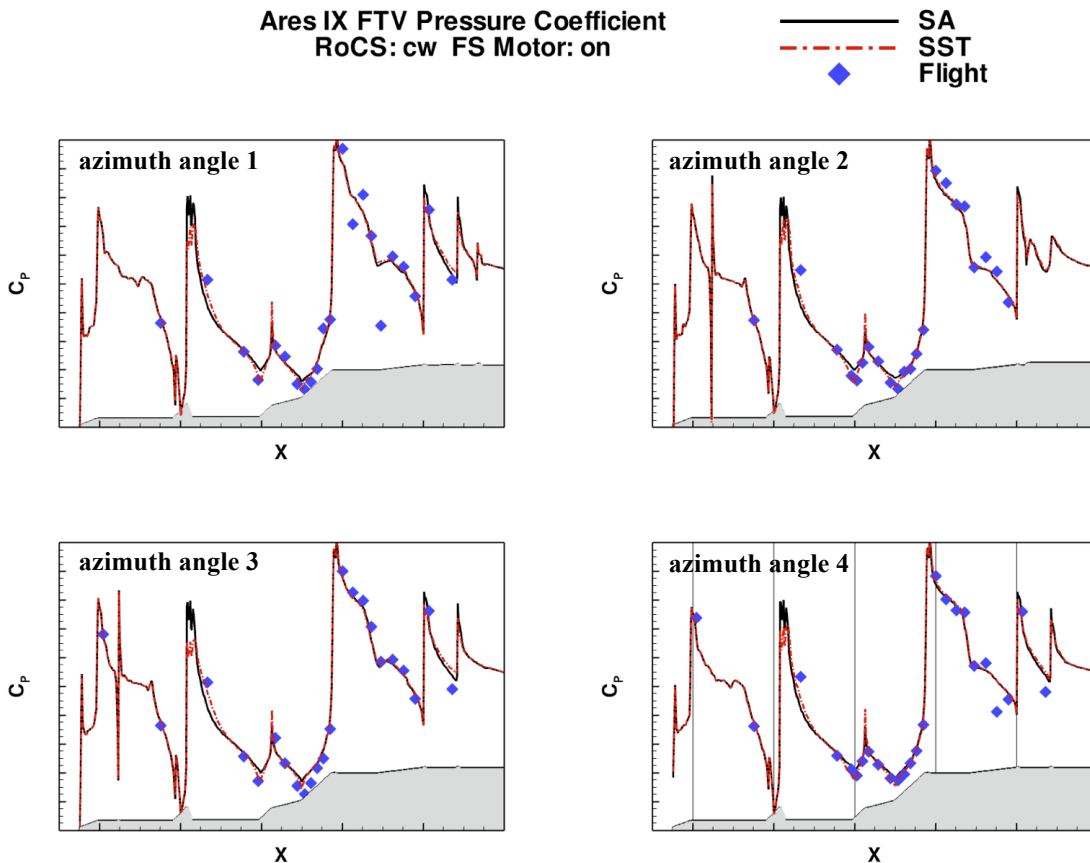 Ares IX FTV Pressure Coefficient
RoCS: cw FS Motor: on
SA
SST
Flight
azimuth angle 1
C_P
X
azimuth angle 2
C_P
X
azimuth angle 3
C_P
X
azimuth angle 4
C_P
X